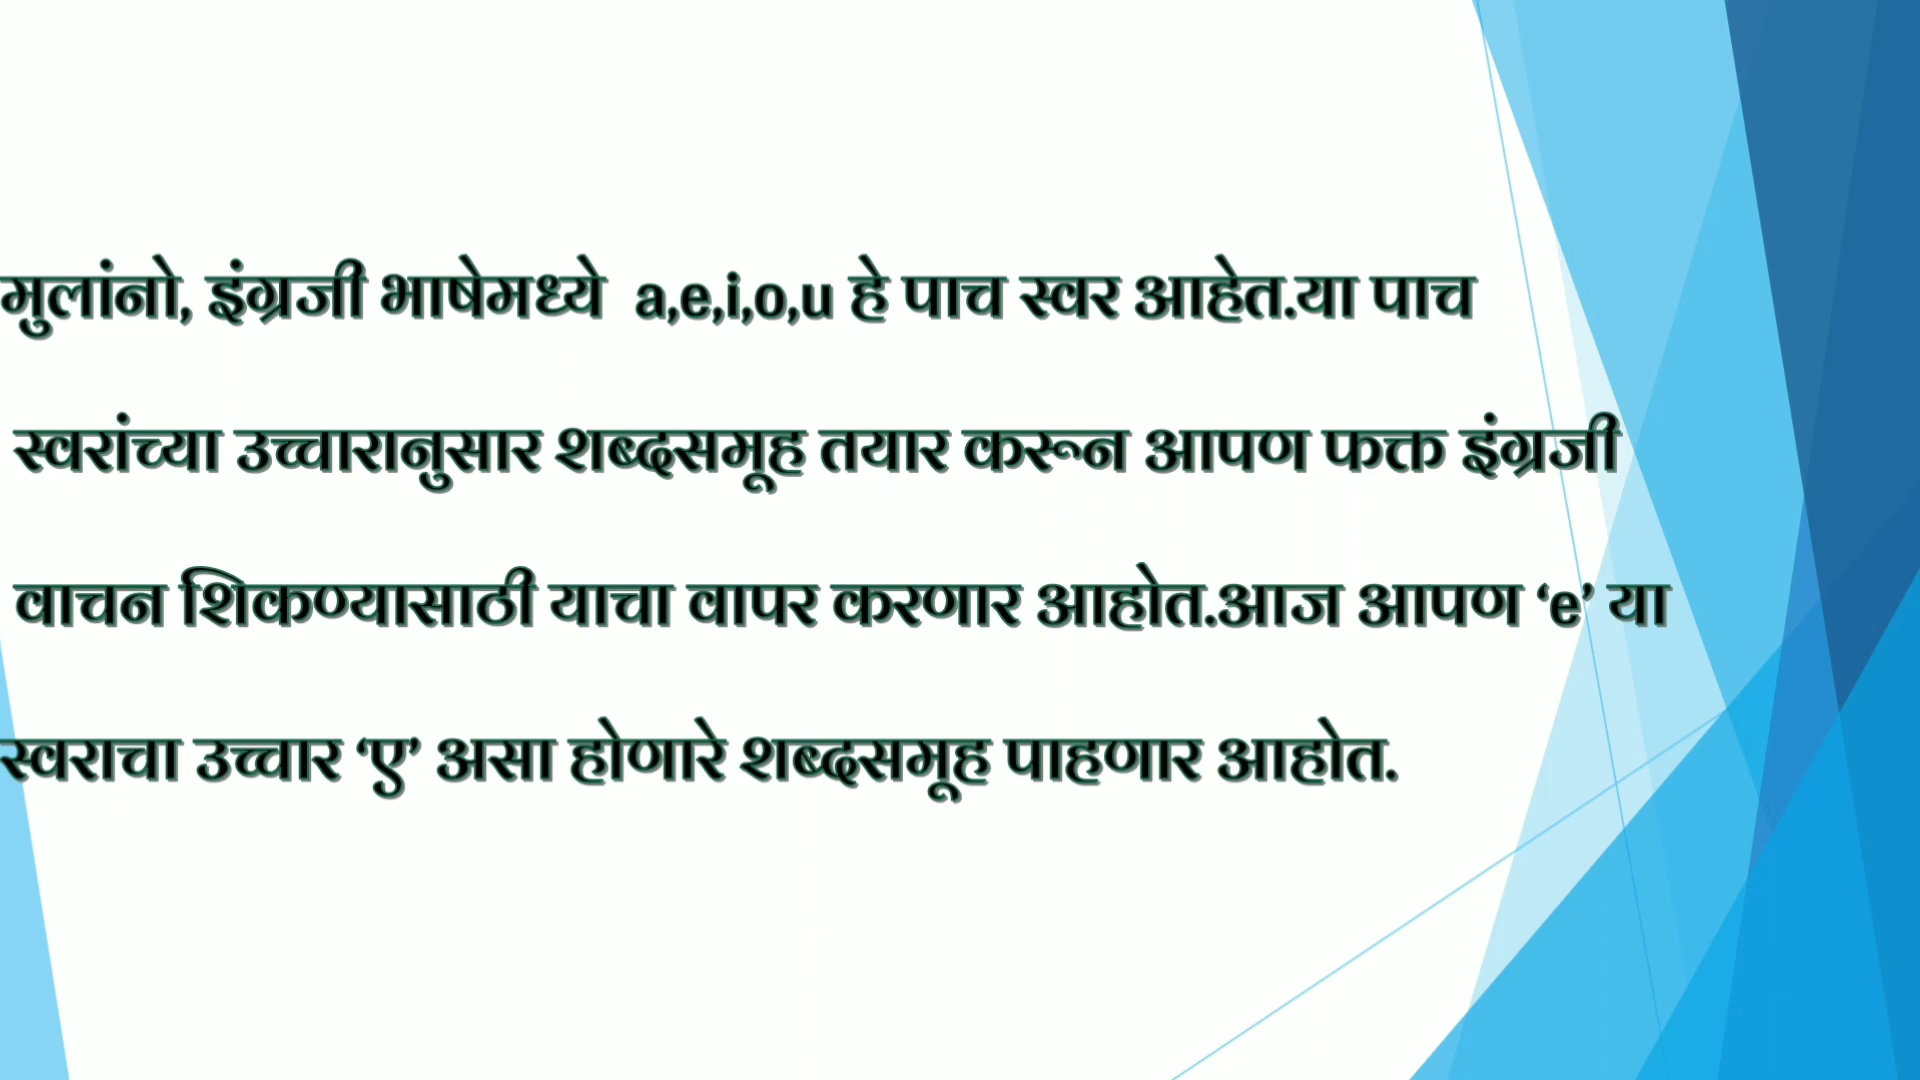 मुलांनो, इंग्रजी भाषेमध्ये a,e,i,o,u हे पाच स्वर आहेत.या पाच
स्वरांच्या उच्चारानुसार शब्दसमूह तयार करून आपण फक्त इंग्रजी
वाचन शिकण्यासाठी याचा वापर करणार आहोत.आज आपण ‘e’ या
स्वराचा उच्चार ‘ए’ असा होणारे शब्दसमूह पाहणार आहोत.